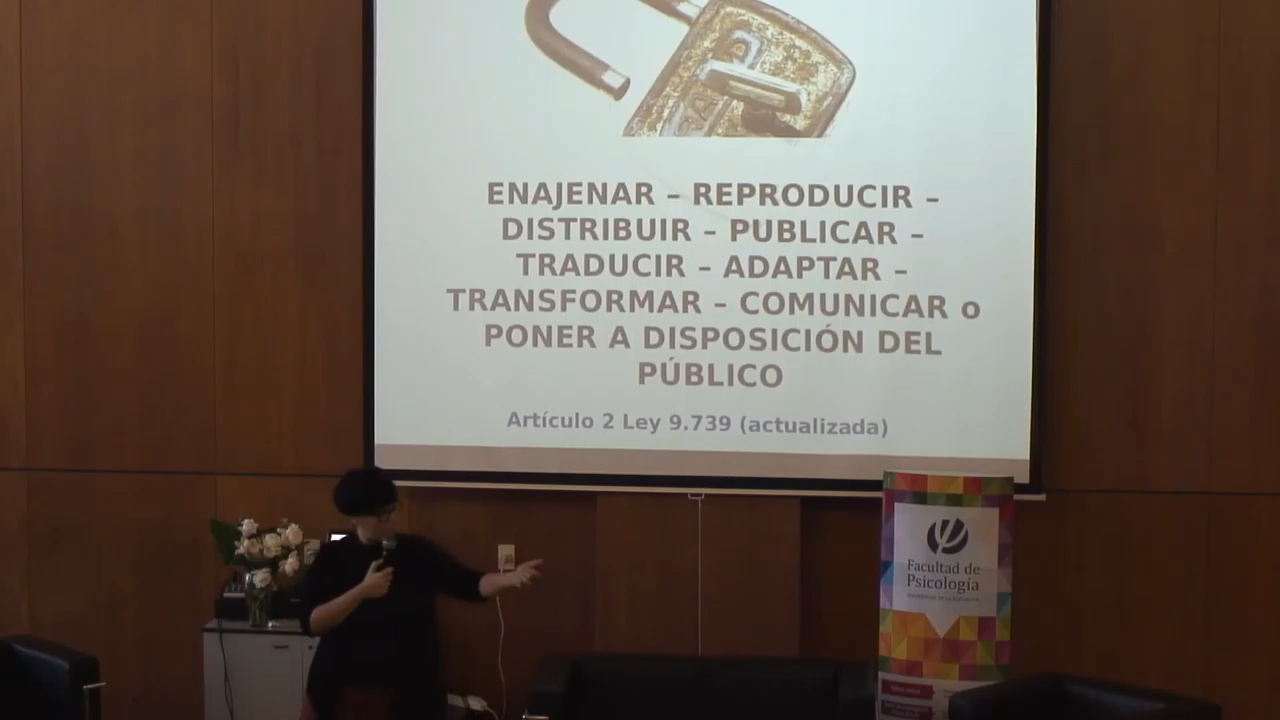 ENAJENAR – REPRODUCIR –
DISTRIBUIR – PUBLICAR –
TRADUCIR – ADAPTAR –
TRANSFORMAR – COMUNICAR o
PONER A DISPOSICIÓN DEL
PÚBLICO
Artículo 2 Ley 9.739 (actualizada)
Facultad de
Psicología